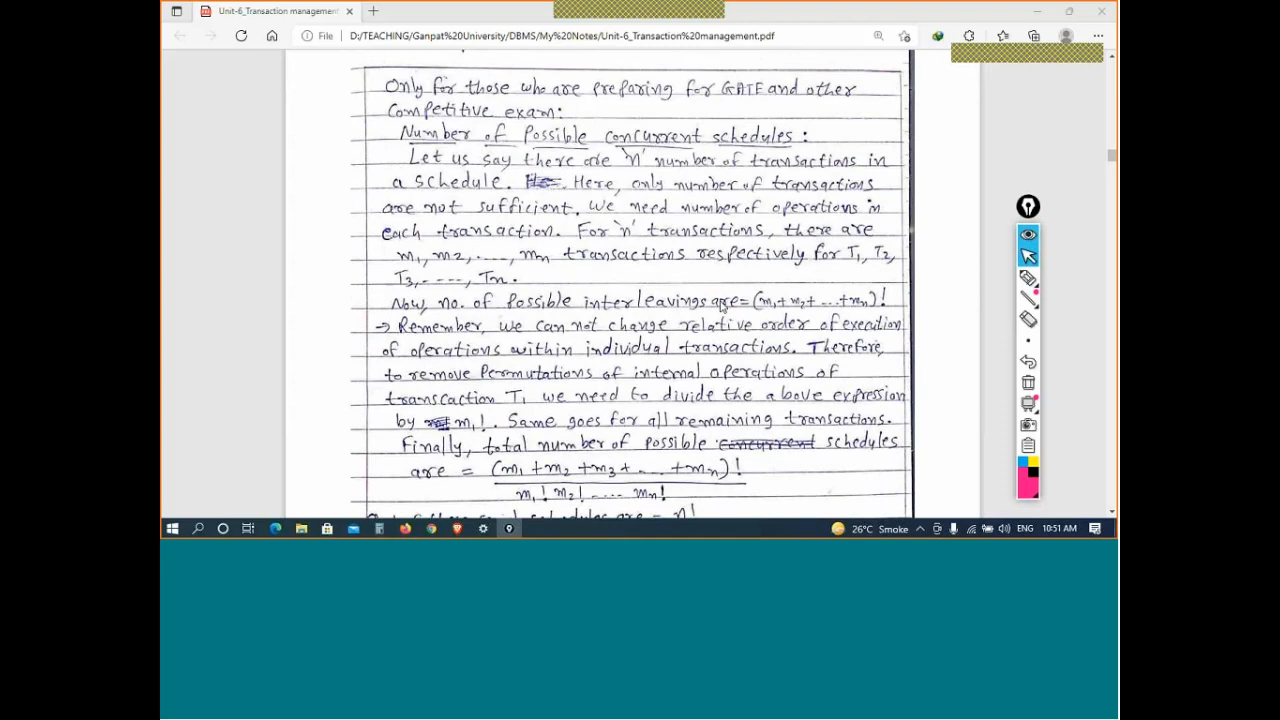 Unit-6_Transaction management
File D:/TEACHING/Ganpat%20University/DBMS/My%20Notes/Unit-6_Transaction%20management.pdf
Only for those who are preparing for GATE and other
Competitive exam:
Number of Possible concurrent schedules :
Let us say there are 'n' number of transactions in
a schedule. Here, only number of transactions
are not sufficient. We need number of operations in
each transaction. For 'n' transactions, there are
m1, m2, ...., mn transactions respectively for T1, T2,
T3, - ---, Tn.
Now, no. of Possible interleavings are = (m1+m2+ ...+mn)!
→ Remember, we can not change relative order of execution
of operations within individual transactions. Therefore,
to remove Permutations of internal operations of
transcaction T1 we need to divide the above expression
by m1!. Same goes for all remaining transactions.
Finally, total number of possible concurrent schedules
are = (m1 +m2 +m3 + ... +mn)!
m1! m2! ---- mn!
schedules are = n!
26°C Smoke ENG 10:51 AM